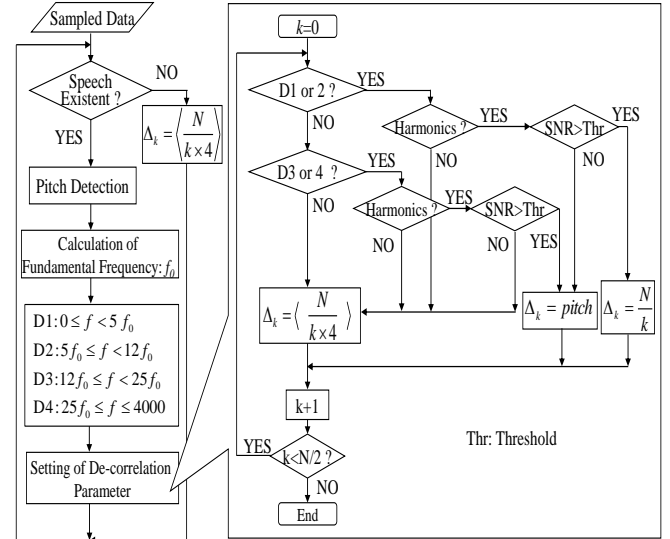 Sampled Data
Speech
Existent ?
NO
YES
Δk = ⟨ N / k×4 ⟩
Pitch Detection
Calculation of
Fundamental Frequency: f0
D1: 0 ≤ f < 5 f0
D2: 5 f0 ≤ f < 12 f0
D3: 12 f0 ≤ f < 25 f0
D4: 25 f0 ≤ f ≤ 4000
Setting of De-correlation
Parameter
k=0
D1 or 2 ?
YES
NO
Harmonics ?
YES
NO
SNR>Thr
YES
NO
D3 or 4 ?
YES
NO
Harmonics ?
YES
NO
SNR>Thr
YES
NO
Δk = ⟨ N / k×4 ⟩
Δk = pitch
Δk = N / k
k+1
k<N/2 ?
YES
NO
End
Thr: Threshold